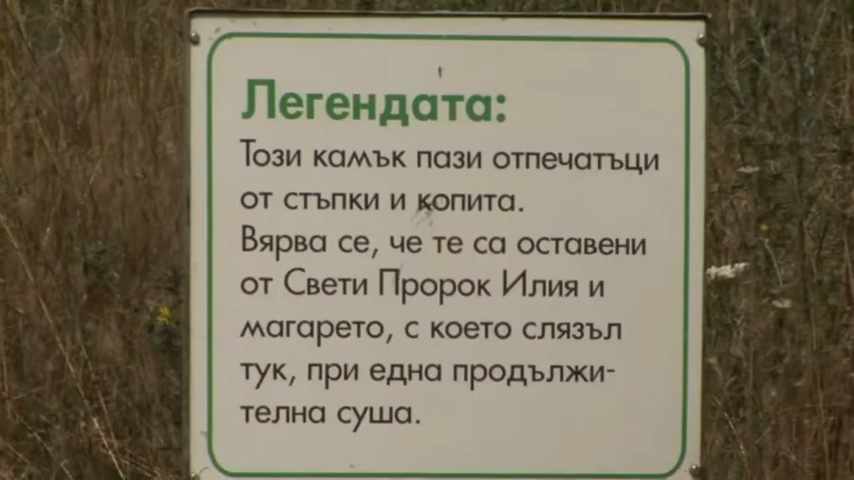 Легендата:
Този камък пази отпечатъци
от стъпки и копита.
Вярва се, че те са оставени
от Свети Пророк Илия и
магарето, с което слязъл
тук, при една продължи-
телна суша.